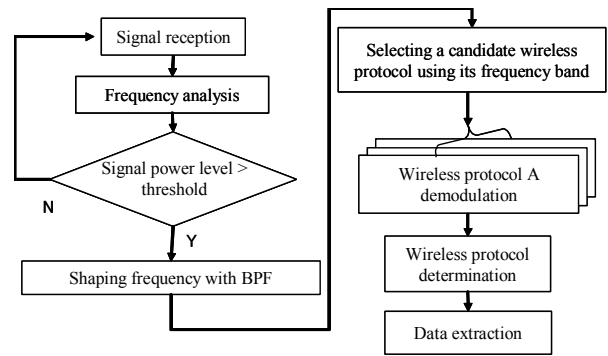 Signal reception
Frequency analysis
Signal power level >
threshold
N
Y
Shaping frequency with BPF
Selecting a candidate wireless
protocol using its frequency band
Wireless protocol A
demodulation
Wireless protocol
determination
Data extraction